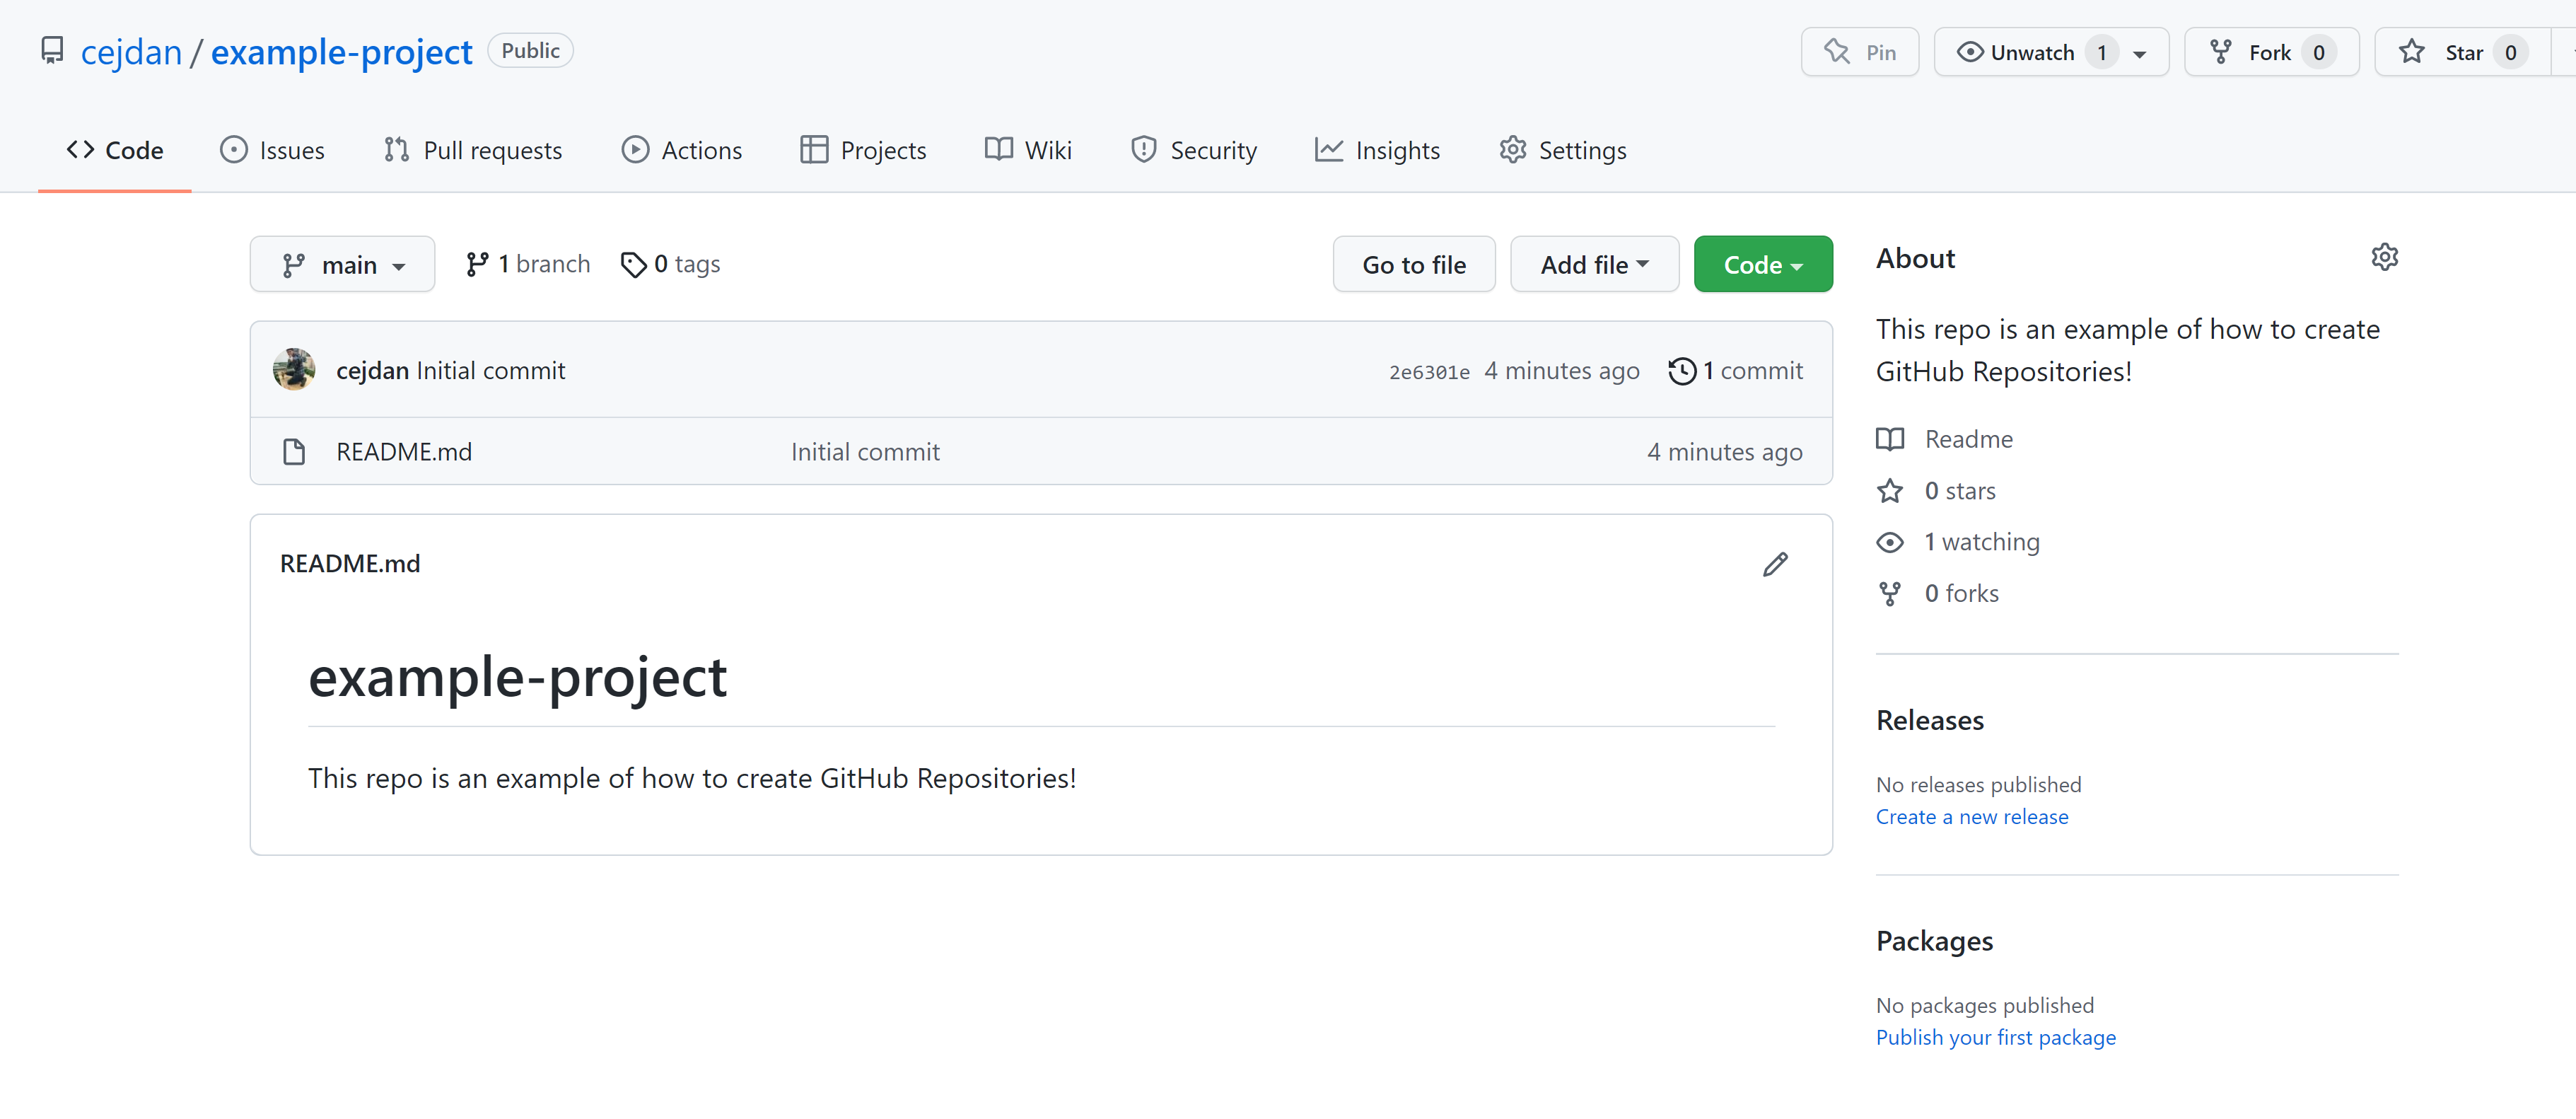 cejdan / example-project Public
Pin Unwatch 1 Fork 0 Star 0
Code Issues Pull requests Actions Projects Wiki Security Insights Settings
main 1 branch 0 tags Go to file Add file Code
cejdan Initial commit 2e6301e 4 minutes ago 1 commit
README.md Initial commit 4 minutes ago
README.md
example-project
This repo is an example of how to create GitHub Repositories!
About
This repo is an example of how to create
GitHub Repositories!
Readme
0 stars
1 watching
0 forks
Releases
No releases published
Create a new release
Packages
No packages published
Publish your first package